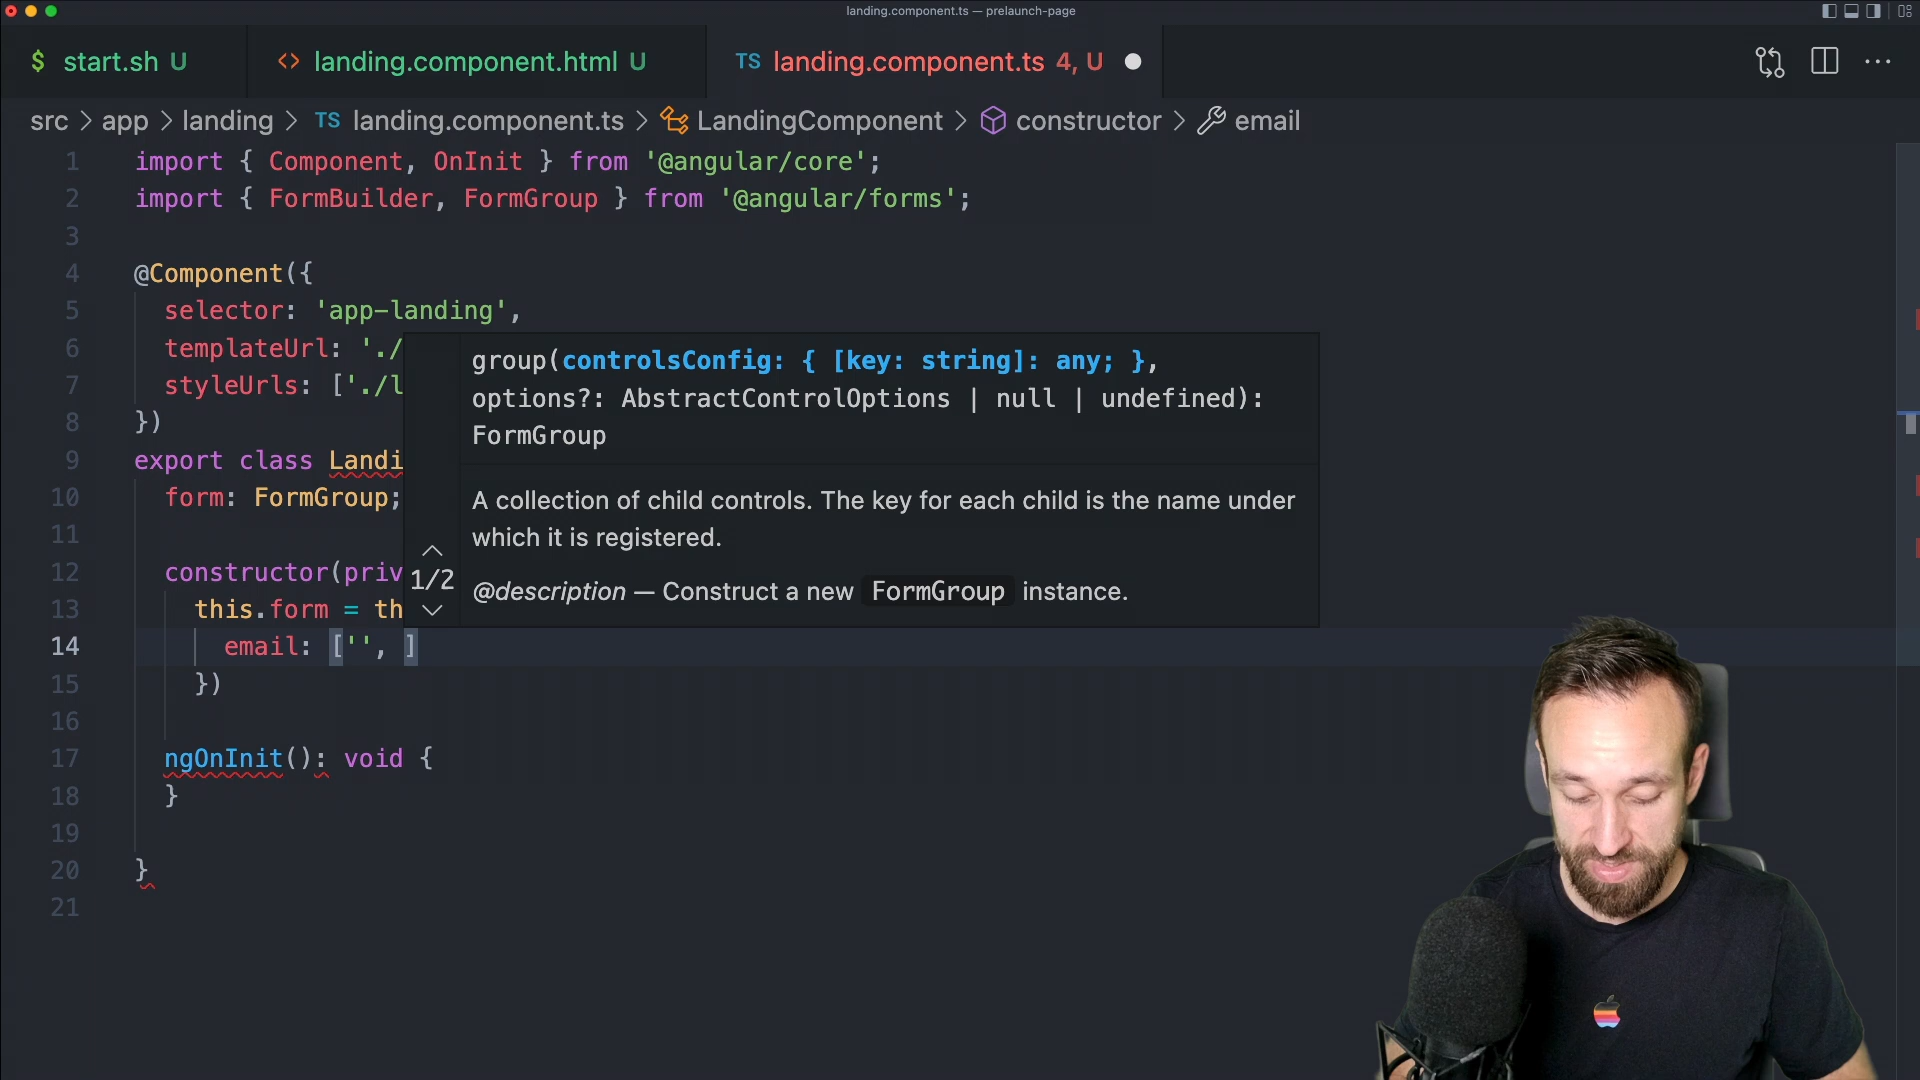 landing.component.ts — prelaunch-page
$ start.sh U
<> landing.component.html U
TS landing.component.ts 4, U
src > app > landing > TS landing.component.ts > LandingComponent > constructor > email
1 import { Component, OnInit } from '@angular/core';
2 import { FormBuilder, FormGroup } from '@angular/forms';
3
4 @Component({
5 selector: 'app-landing',
6 templateUrl: './
7 styleUrls: ['./l
8 })
9 export class Landi
10 form: FormGroup;
11
12 constructor(priv
13 this.form = th
14 email: ['', ]
15 })
16
17 ngOnInit(): void {
18 }
19
20 }
21
group(controlsConfig: { [key: string]: any; },
options?: AbstractControlOptions | null | undefined):
FormGroup
A collection of child controls. The key for each child is the name under
which it is registered.
1/2
@description — Construct a new FormGroup instance.